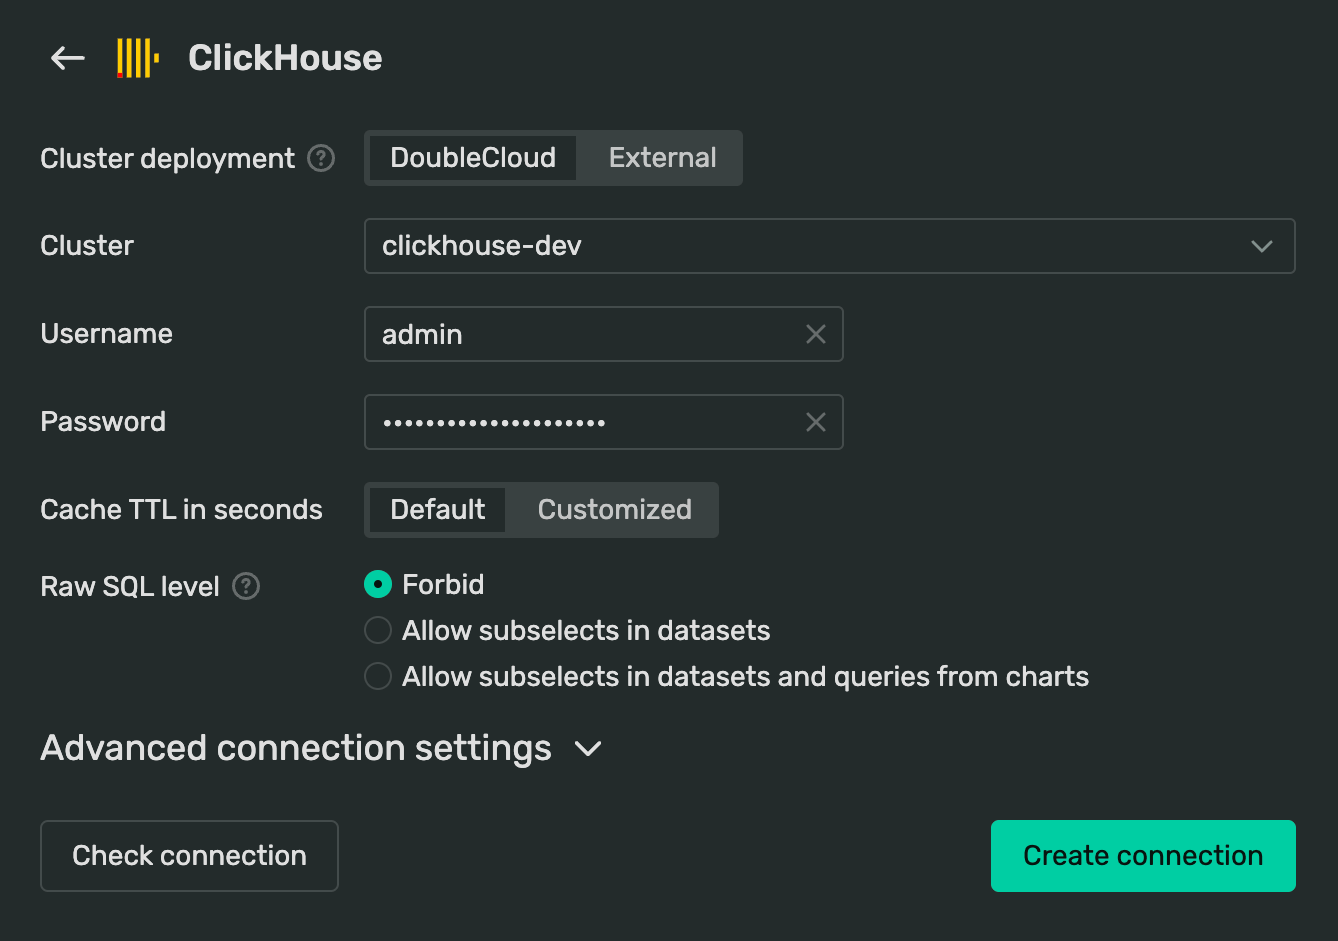 ClickHouse
Cluster deployment ? DoubleCloud External
Cluster clickhouse-dev
Username admin
Password •••••••••••••••••••••
Cache TTL in seconds Default Customized
Raw SQL level ? Forbid
Allow subselects in datasets
Allow subselects in datasets and queries from charts
Advanced connection settings
Check connection Create connection